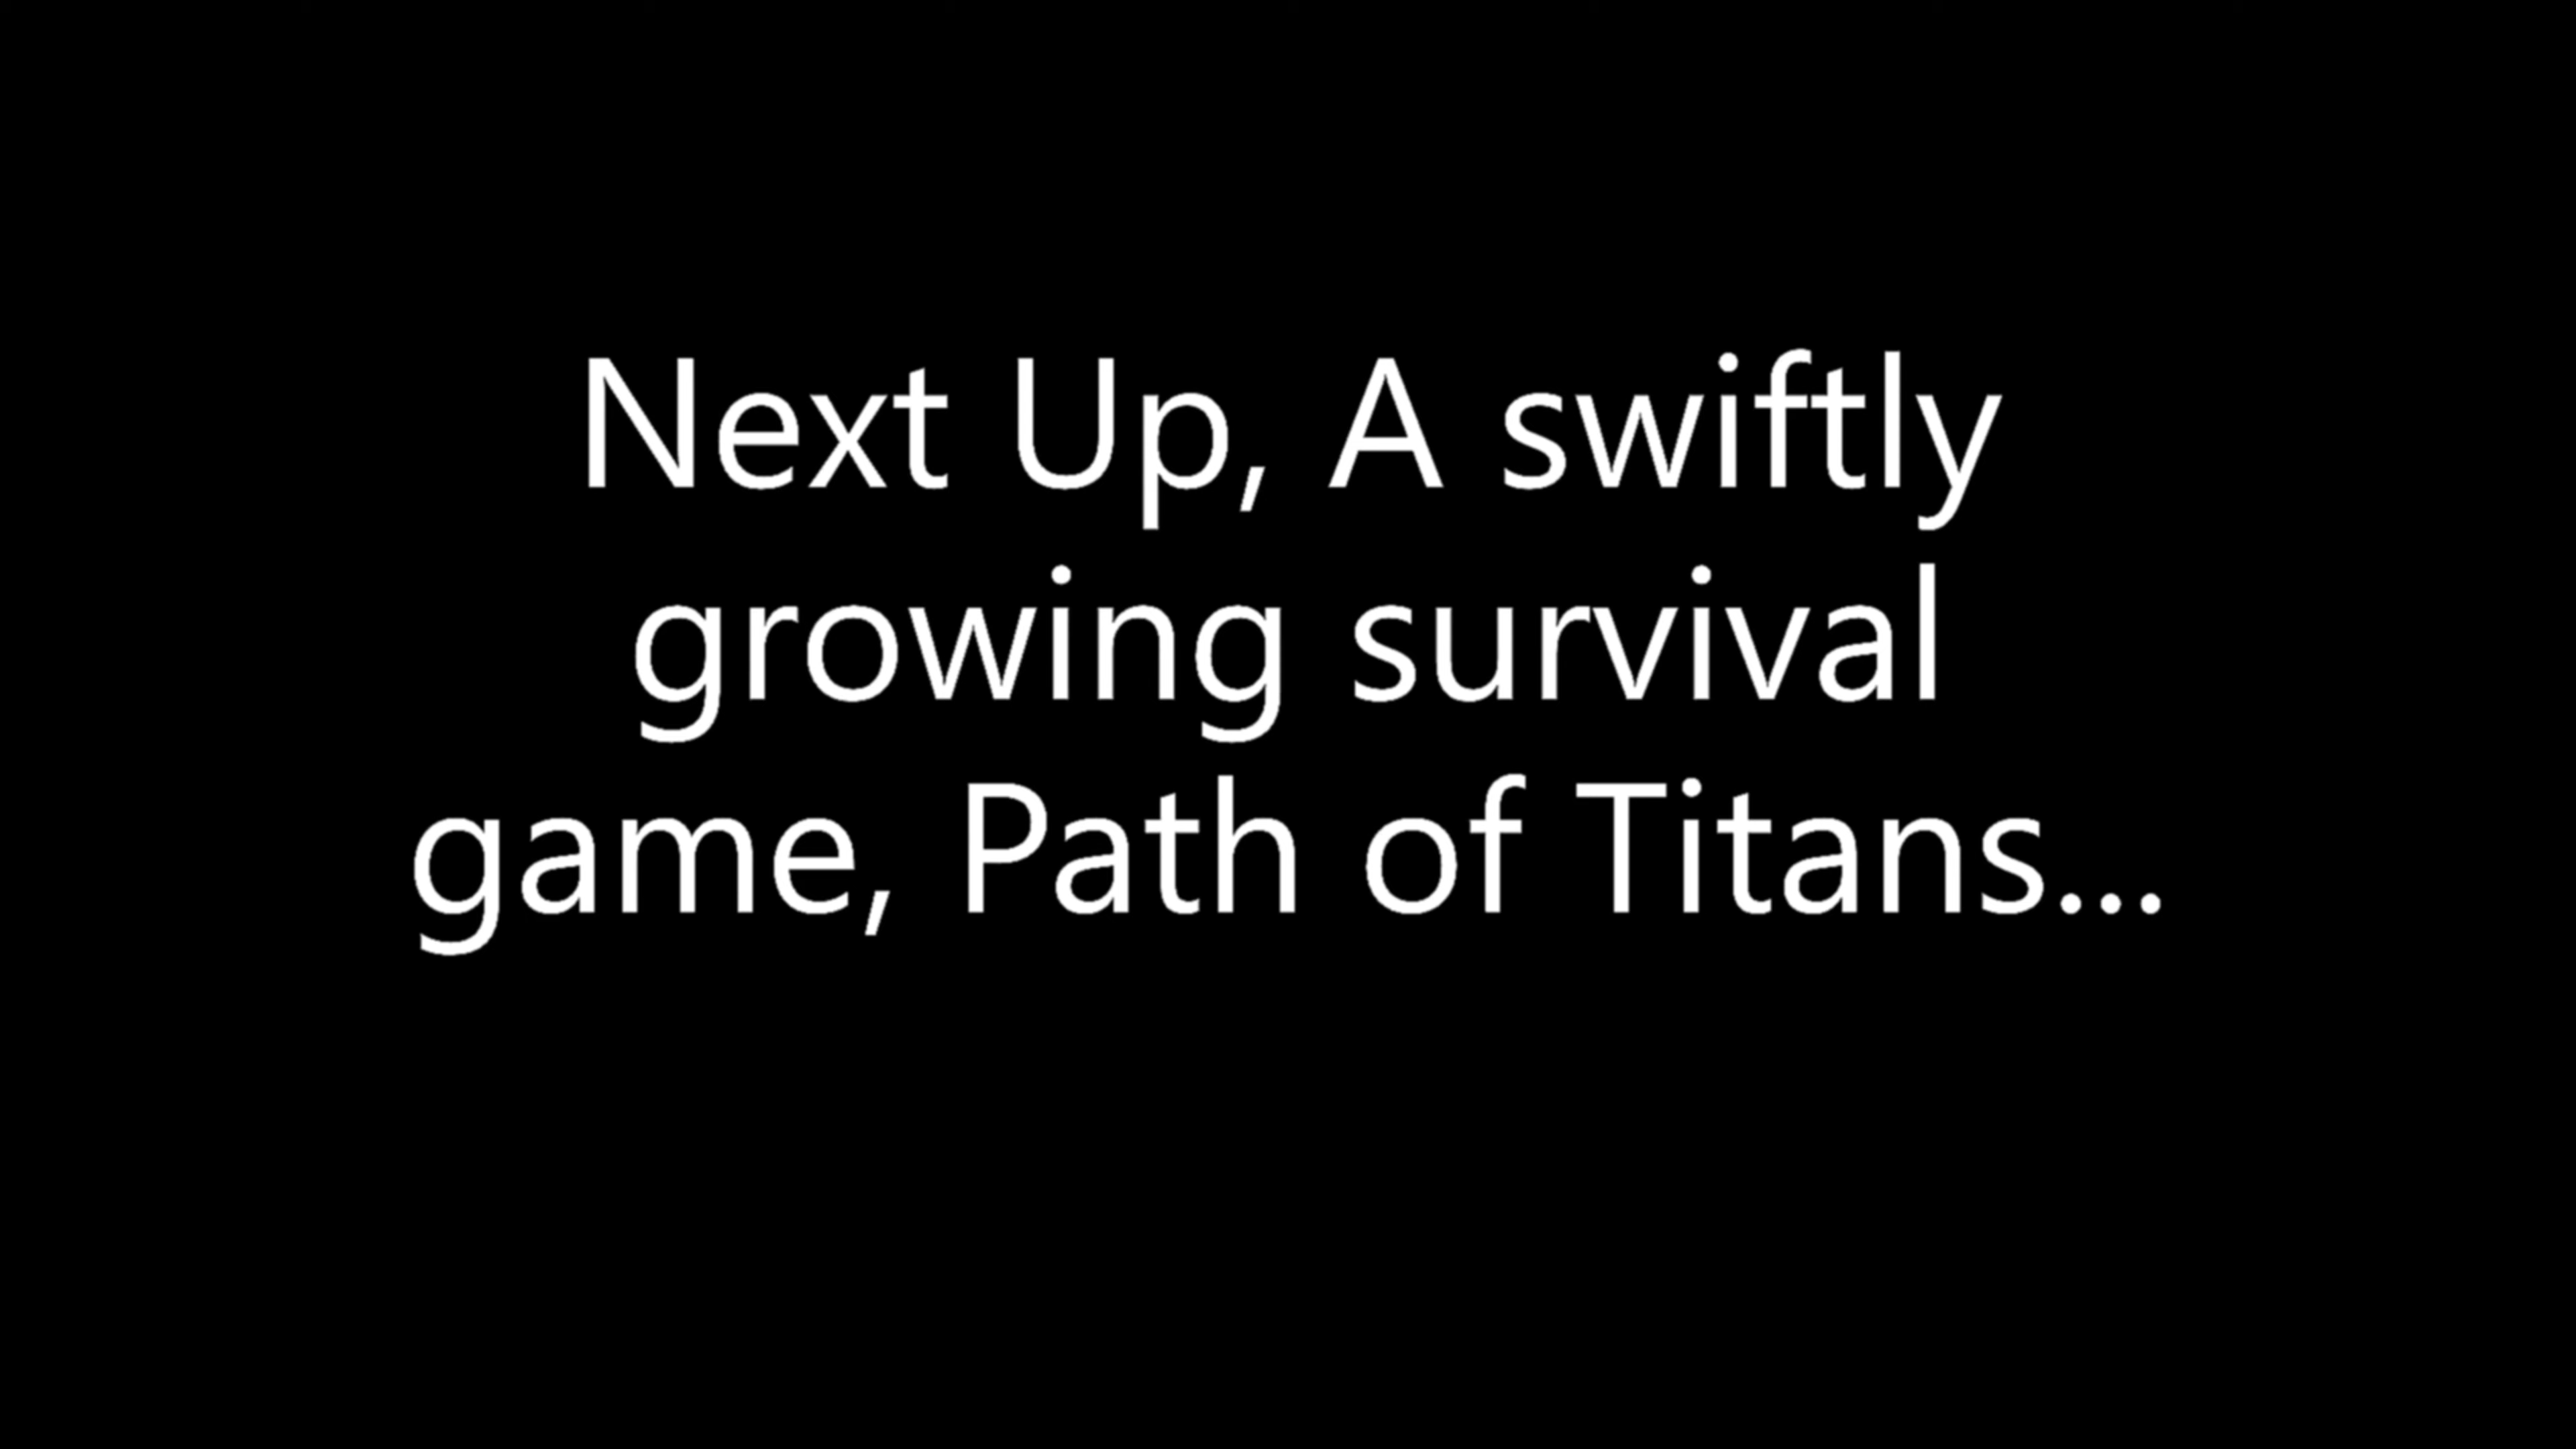 Next Up, A swiftly
growing survival
game, Path of Titans...